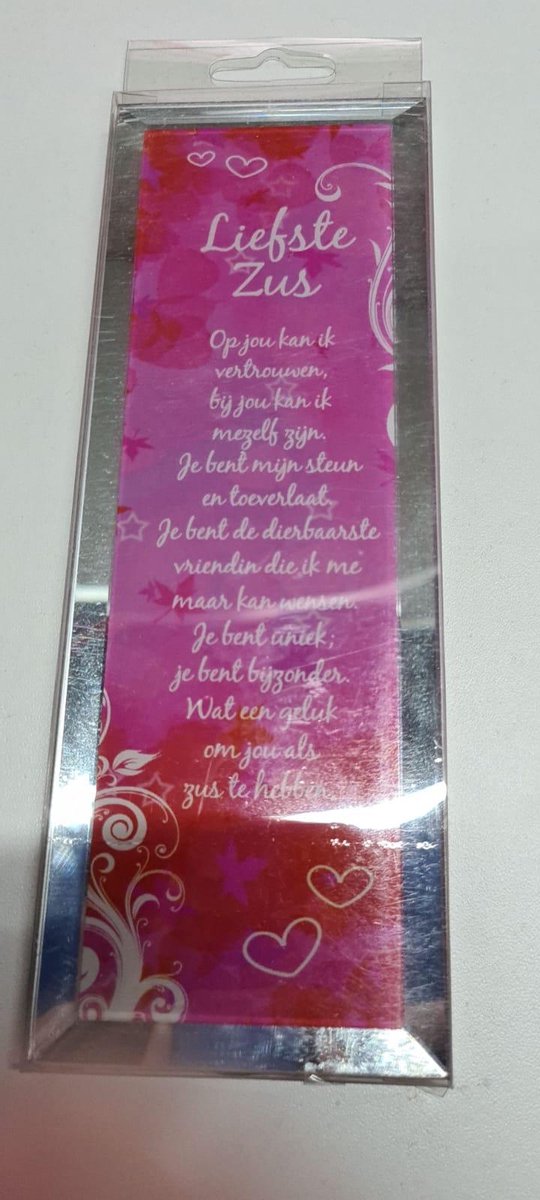 Liefste
Zus
Op jou kan ik
vertrouwen,
bij jou kan ik
mezelf zijn.
Je bent mijn steun
en toeverlaat.
Je bent de dierbaarste
vriendin die ik me
maar kan wensen.
Je bent uniek;
je bent bijzonder.
Wat een geluk
om jou als
zus te hebben.